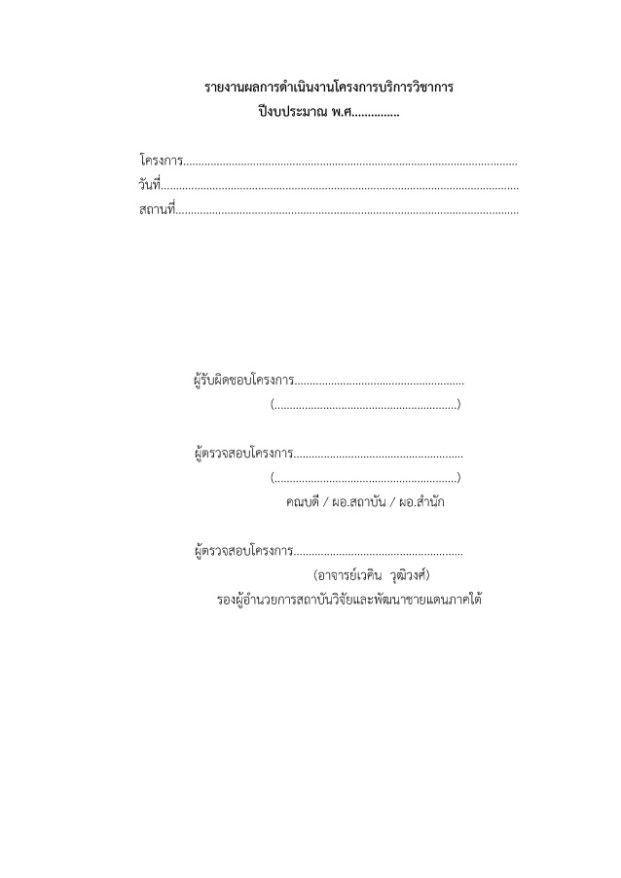 รายงานผลการดำเนินงานโครงการบริการวิชาการ
ปีงบประมาณ พ.ศ...............
โครงการ.........................................................................................................
วันที่................................................................................................................
สถานที่...........................................................................................................
ผู้รับผิดชอบโครงการ.......................................................
(...........................................................)
ผู้ตรวจสอบโครงการ.......................................................
(...........................................................)
คณบดี / ผอ.สถาบัน / ผอ.สำนัก
ผู้ตรวจสอบโครงการ.......................................................
(อาจารย์เวคิน วุฒิวงศ์)
รองผู้อำนวยการสถาบันวิจัยและพัฒนาชายแดนภาคใต้